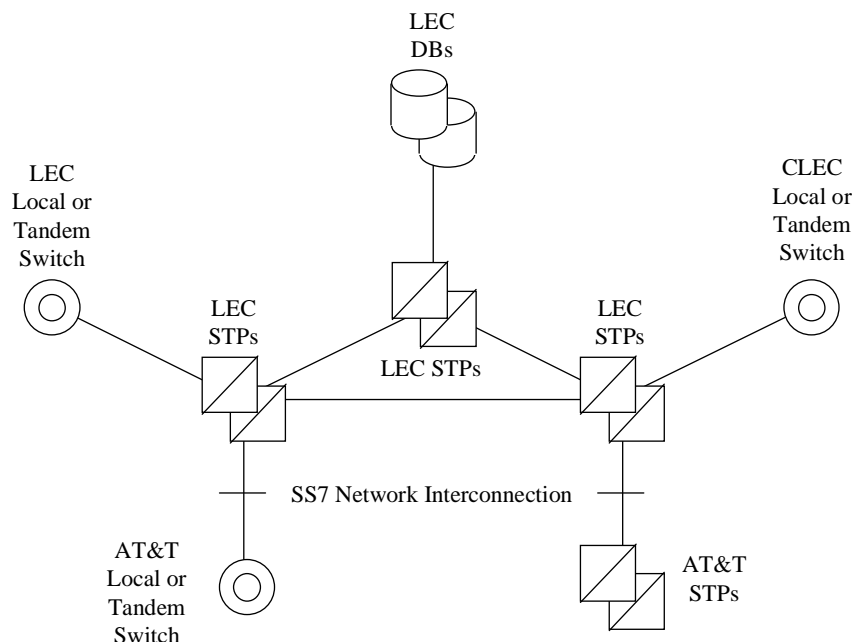 LEC
DBs
LEC
Local or
Tandem
Switch
CLEC
Local or
Tandem
Switch
LEC
STPs
LEC
STPs
LEC STPs
SS7 Network Interconnection
AT&T
Local or
Tandem
Switch
AT&T
STPs